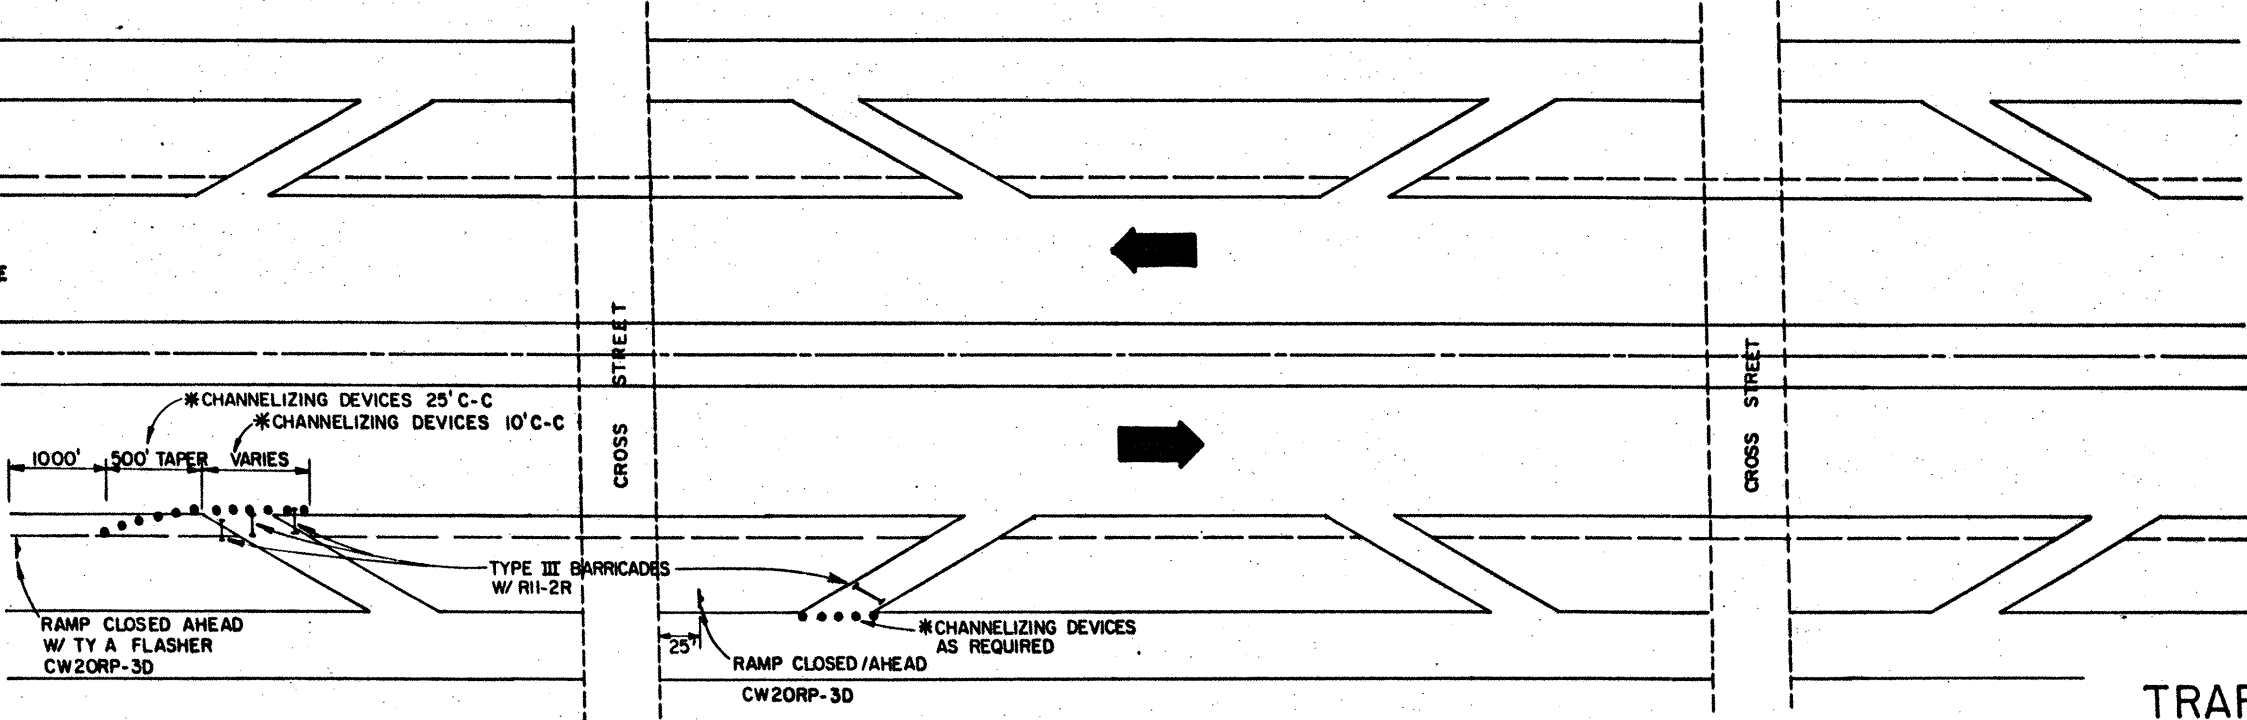 ✱CHANNELIZING DEVICES 25' C-C
✱CHANNELIZING DEVICES 10' C-C
1000'
500' TAPER
VARIES
CROSS STREET
CROSS STREET
TYPE III BARRICADES
W/ R11-2R
RAMP CLOSED AHEAD
W/ TY A FLASHER
CW20RP-3D
25'
✱CHANNELIZING DEVICES
AS REQUIRED
RAMP CLOSED/AHEAD
CW20RP-3D
TRAF